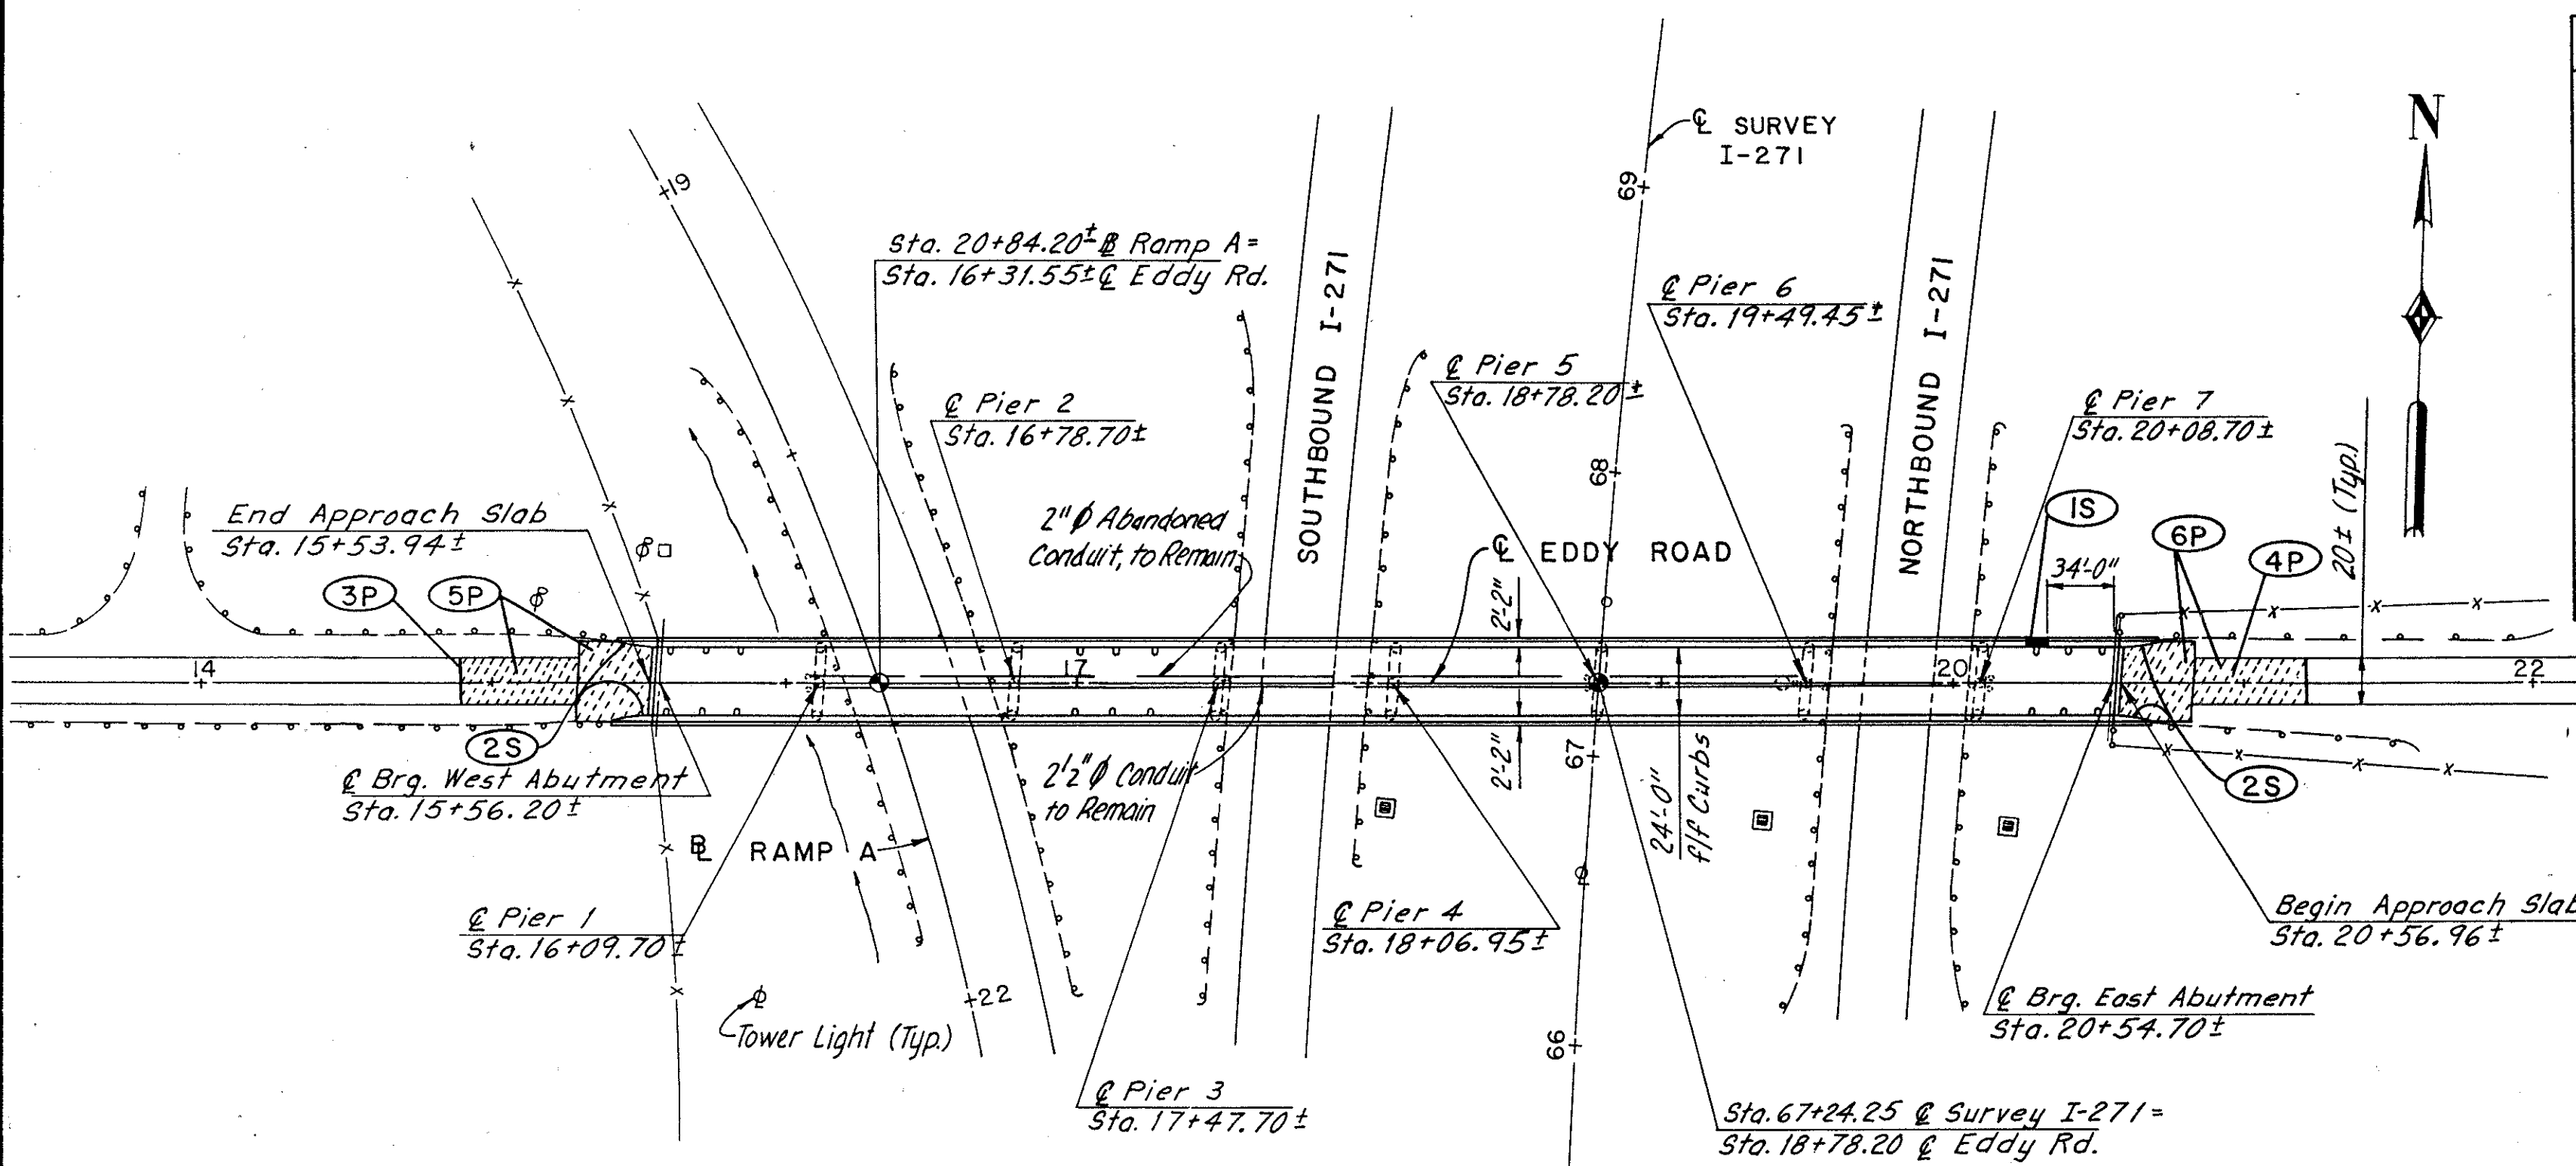 N
℄ SURVEY
I-271
+19
69
Sta. 20+84.20± ℄ Ramp A =
Sta. 16+31.55± ℄ Eddy Rd.
SOUTHBOUND I-271
℄ Pier 6
Sta. 19+49.45±
NORTHBOUND I-271
℄ Pier 5
Sta. 18+78.20±
℄ Pier 2
Sta. 16+78.70±
℄ Pier 7
Sta. 20+08.70±
68
20± (Typ.)
End Approach Slab
Sta. 15+53.94±
2"ϕ Abandoned
Conduit, to Remain
℄ EDDY ROAD
1S
6P
4P
34'-0"
3P
5P
2'-2"
14
17
20
22
2S
℄ Brg. West Abutment
Sta. 15+56.20±
2'2"ϕ Conduit
to Remain
2'-2"
67
24'-0"
f/f Curbs
2S
℄ RAMP A
℄ Pier 1
Sta. 16+09.70±
℄ Pier 4
Sta. 18+06.95±
Begin Approach Slab
Sta. 20+56.96±
+22
Tower Light (Typ.)
66
℄ Brg. East Abutment
Sta. 20+54.70±
℄ Pier 3
Sta. 17+47.70±
Sta. 67+24.25 ℄ Survey I-271 =
Sta. 18+78.20 ℄ Eddy Rd.